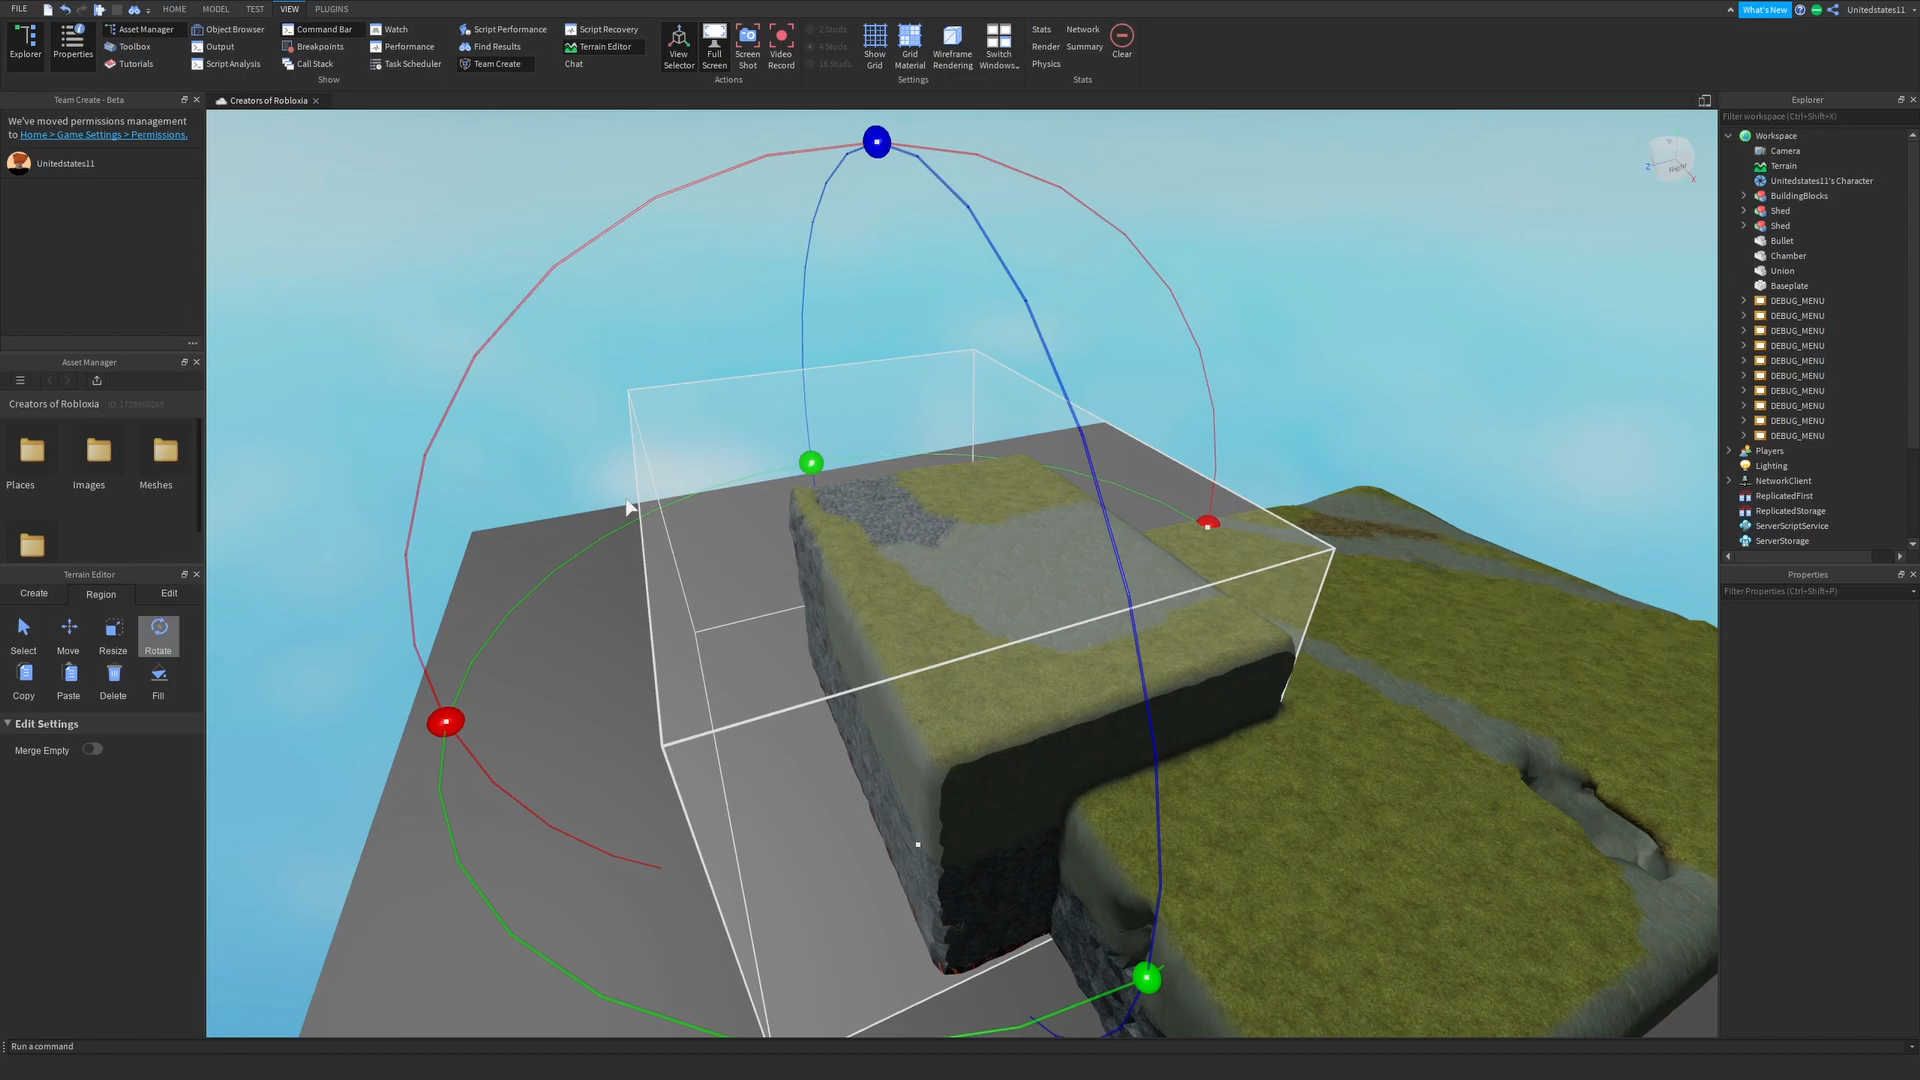 FILE HOME MODEL TEST VIEW PLUGINS What's New Unitedstates11
Explorer
Properties
Asset Manager
Toolbox
Tutorials
Object Browser
Output
Script Analysis
Command Bar
Breakpoints
Call Stack
Watch
Performance
Task Scheduler
Script Performance
Find Results
Team Create
Script Recovery
Terrain Editor
Chat
Show
View
Selector
Full
Screen
Screen
Shot
Video
Record
Actions
2 Studs
4 Studs
16 Studs
Show
Grid
Grid
Material
Wireframe
Rendering
Switch
Windows
Settings
Stats
Render
Physics
Network
Summary
Clear
Stats
Team Create - Beta
We've moved permissions management
to Home > Game Settings > Permissions.
Unitedstates11
Asset Manager
Creators of Robloxia ID: 1728960269
Places Images Meshes
Terrain Editor
Create Region Edit
Select Move Resize Rotate
Copy Paste Delete Fill
Edit Settings
Merge Empty
Creators of Robloxia
Right
Z
X
Explorer
Filter workspace (Ctrl+Shift+X)
Workspace
Camera
Terrain
Unitedstates11's Character
BuildingBlocks
Shed
Shed
Bullet
Chamber
Union
Baseplate
DEBUG_MENU
DEBUG_MENU
DEBUG_MENU
DEBUG_MENU
DEBUG_MENU
DEBUG_MENU
DEBUG_MENU
DEBUG_MENU
DEBUG_MENU
DEBUG_MENU
Players
Lighting
NetworkClient
ReplicatedFirst
ReplicatedStorage
ServerScriptService
ServerStorage
Properties
Filter Properties (Ctrl+Shift+P)
Run a command